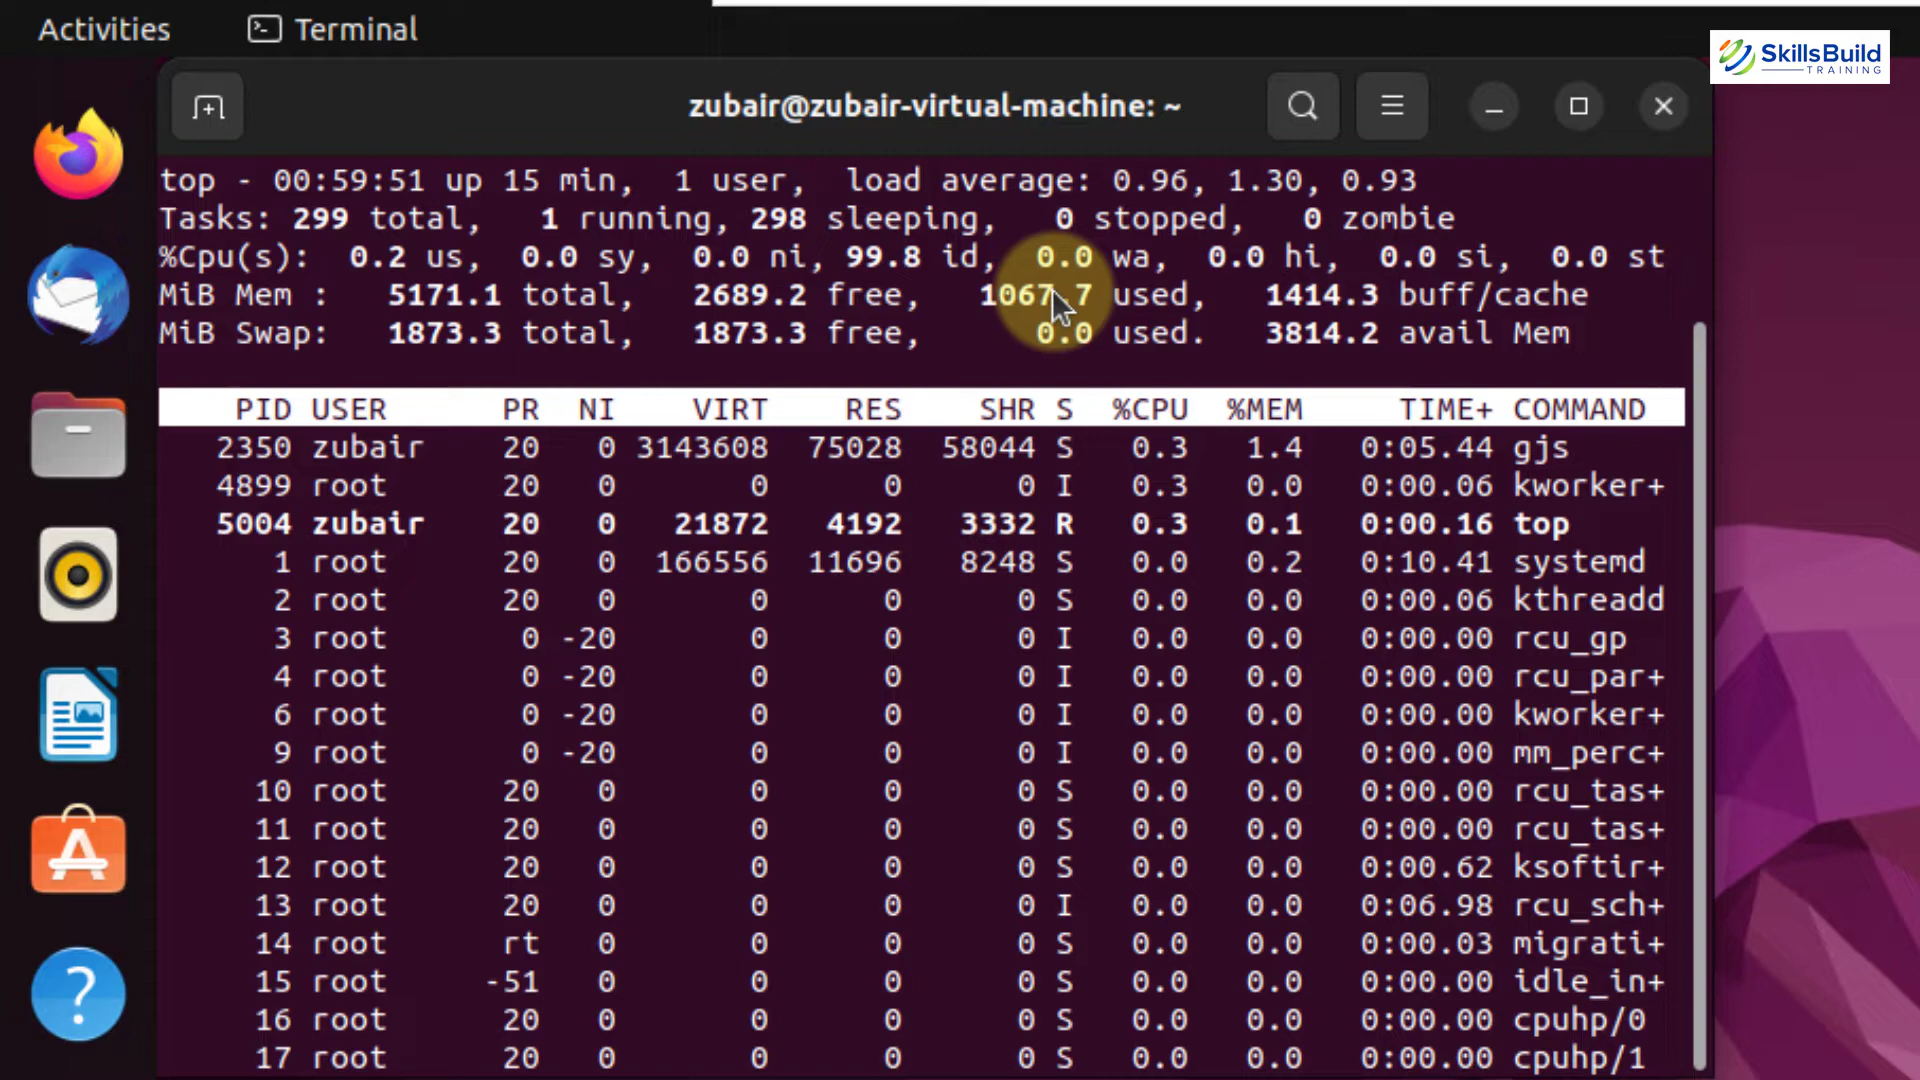 Activities Terminal
SkillsBuild
TRAINING
zubair@zubair-virtual-machine: ~
top - 00:59:51 up 15 min,  1 user,  load average: 0.96, 1.30, 0.93
Tasks: 299 total,   1 running, 298 sleeping,   0 stopped,   0 zombie
%Cpu(s):  0.2 us,  0.0 sy,  0.0 ni, 99.8 id,  0.0 wa,  0.0 hi,  0.0 si,  0.0 st
MiB Mem :   5171.1 total,   2689.2 free,   1067.7 used,   1414.3 buff/cache
MiB Swap:   1873.3 total,   1873.3 free,      0.0 used.   3814.2 avail Mem
PID USER PR NI VIRT RES SHR S %CPU %MEM TIME+ COMMAND
2350 zubair 20 0 3143608 75028 58044 S 0.3 1.4 0:05.44 gjs
4899 root 20 0 0 0 0 I 0.3 0.0 0:00.06 kworker+
5004 zubair 20 0 21872 4192 3332 R 0.3 0.1 0:00.16 top
1 root 20 0 166556 11696 8248 S 0.0 0.2 0:10.41 systemd
2 root 20 0 0 0 0 S 0.0 0.0 0:00.06 kthreadd
3 root 0 -20 0 0 0 I 0.0 0.0 0:00.00 rcu_gp
4 root 0 -20 0 0 0 I 0.0 0.0 0:00.00 rcu_par+
6 root 0 -20 0 0 0 I 0.0 0.0 0:00.00 kworker+
9 root 0 -20 0 0 0 I 0.0 0.0 0:00.00 mm_perc+
10 root 20 0 0 0 0 S 0.0 0.0 0:00.00 rcu_tas+
11 root 20 0 0 0 0 S 0.0 0.0 0:00.00 rcu_tas+
12 root 20 0 0 0 0 S 0.0 0.0 0:00.62 ksoftir+
13 root 20 0 0 0 0 I 0.0 0.0 0:06.98 rcu_sch+
14 root rt 0 0 0 0 S 0.0 0.0 0:00.03 migrati+
15 root -51 0 0 0 0 S 0.0 0.0 0:00.00 idle_in+
16 root 20 0 0 0 0 S 0.0 0.0 0:00.00 cpuhp/0
17 root 20 0 0 0 0 S 0.0 0.0 0:00.00 cpuhp/1